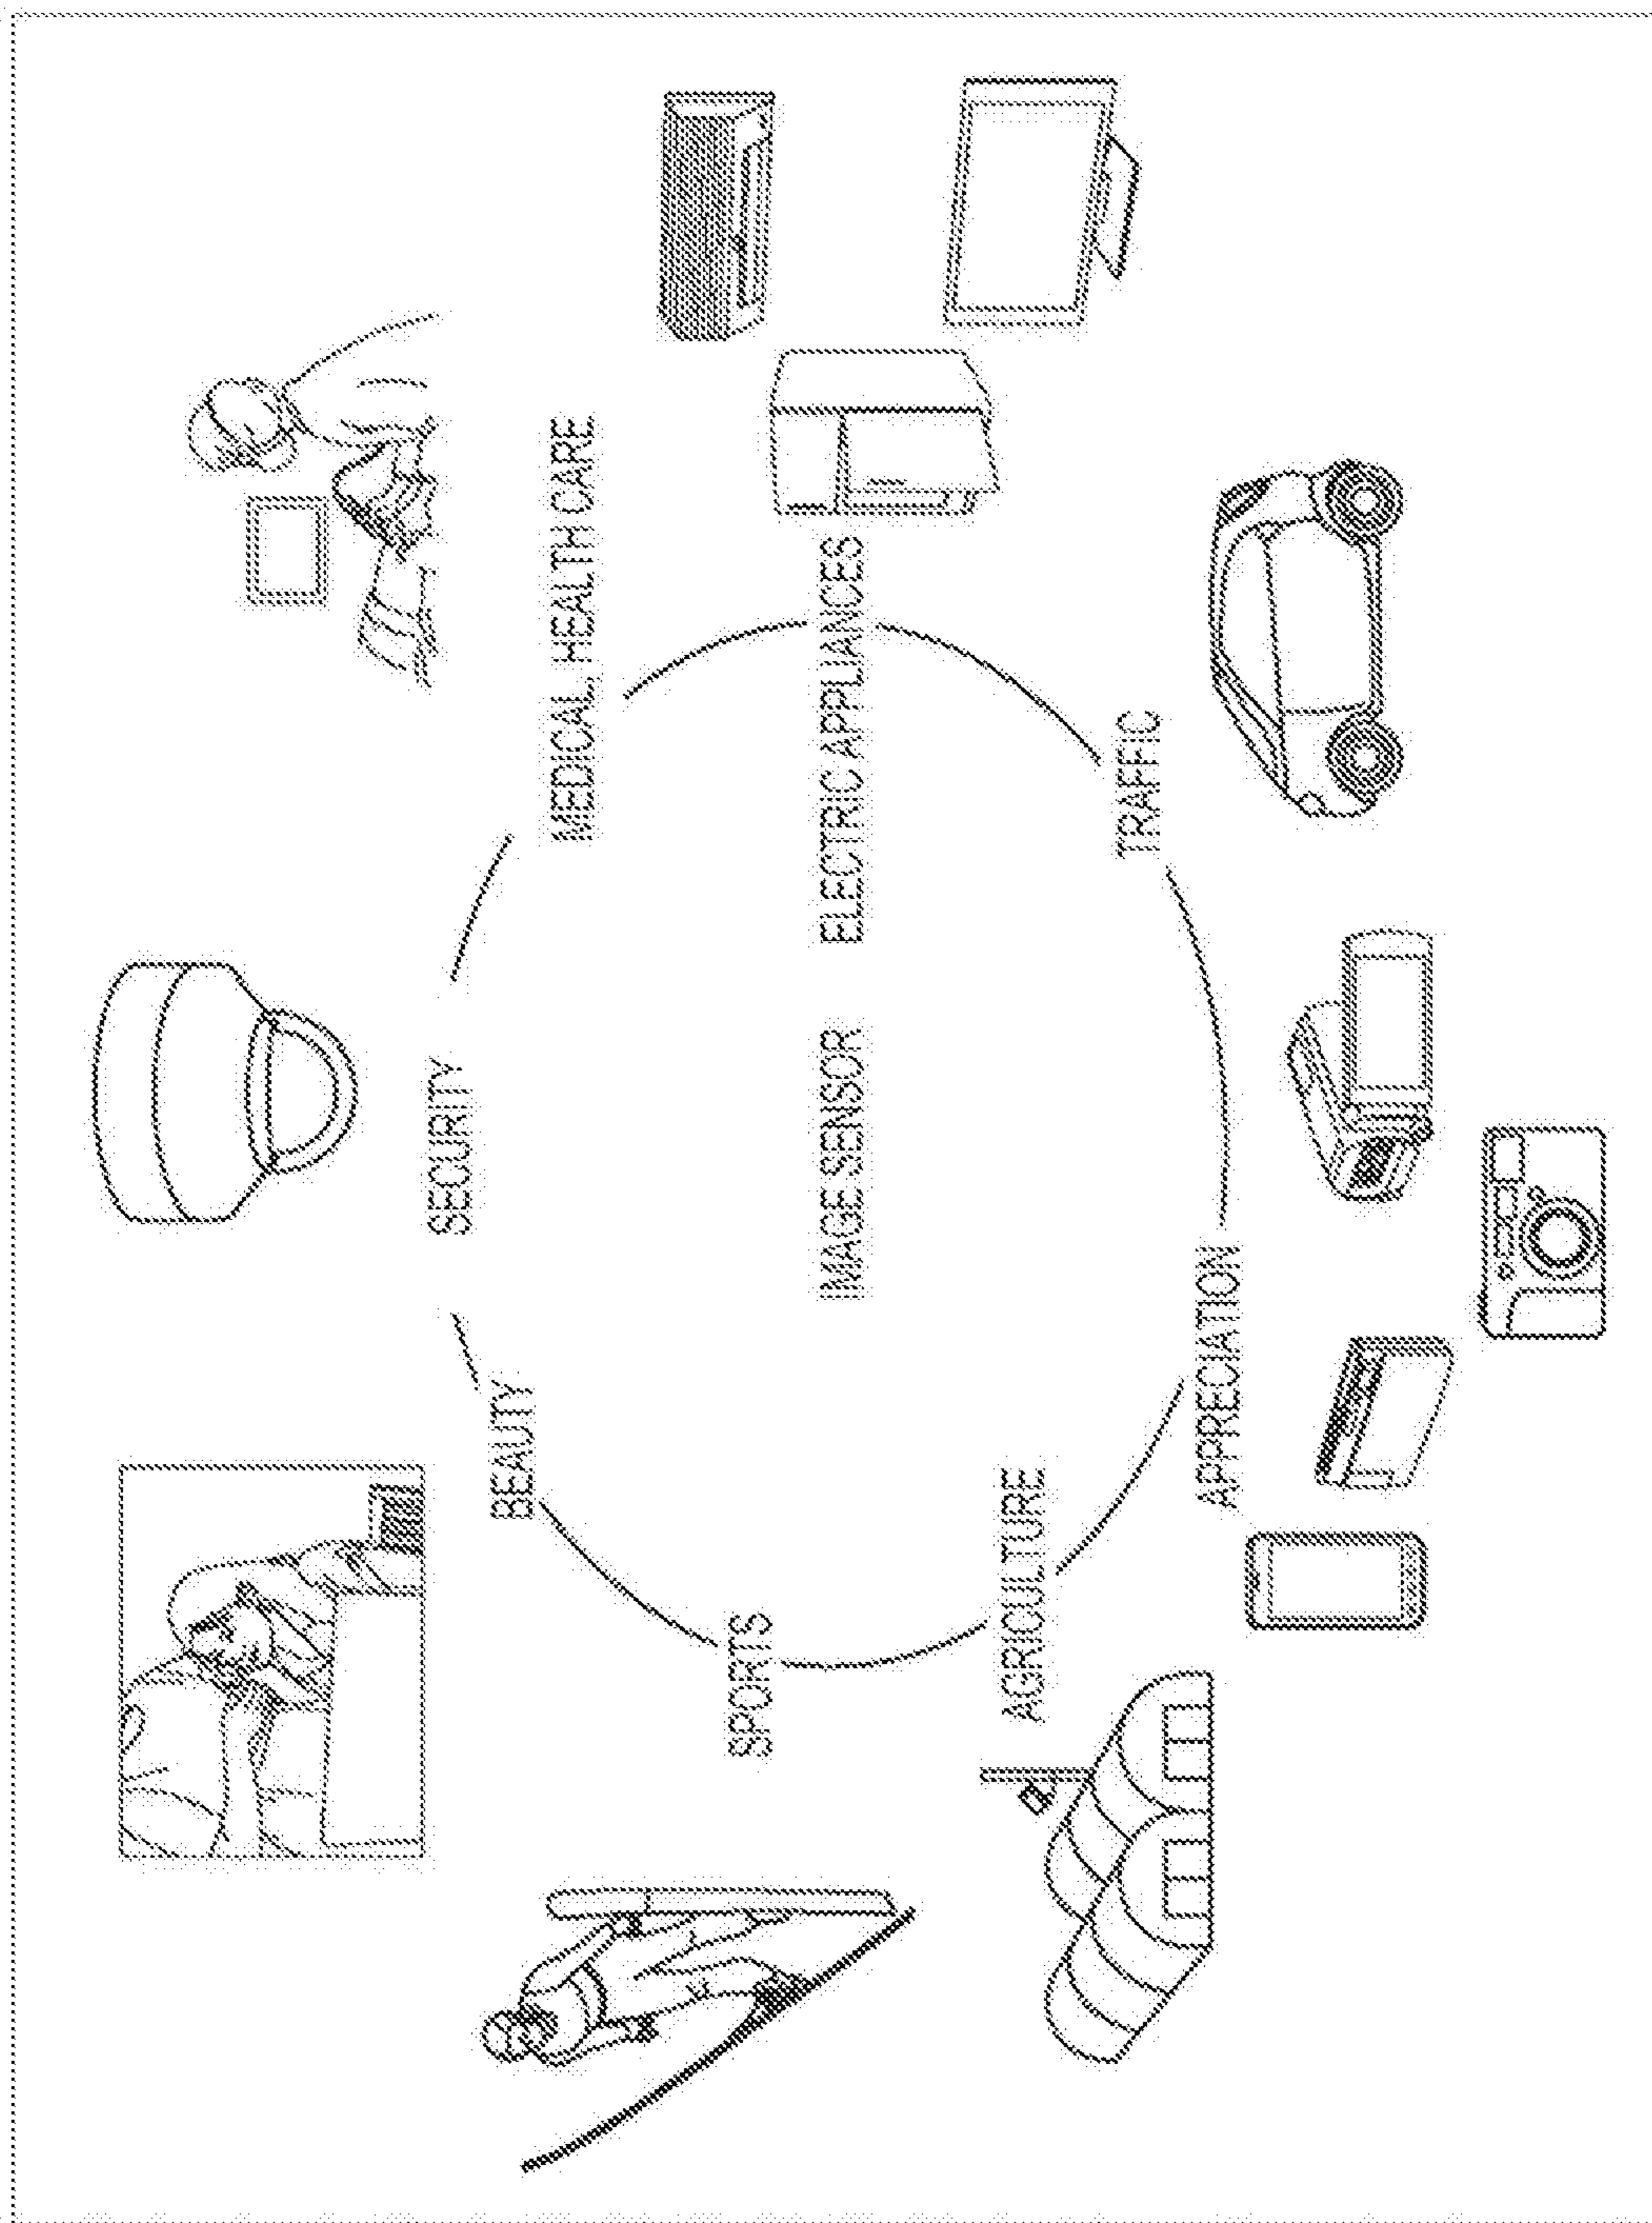 SECURITY
BEAUTY
MEDICAL, HEALTH CARE
SPORTS
IMAGE SENSOR
ELECTRIC APPLIANCES
AGRICULTURE
TRAFFIC
APPRECIATION